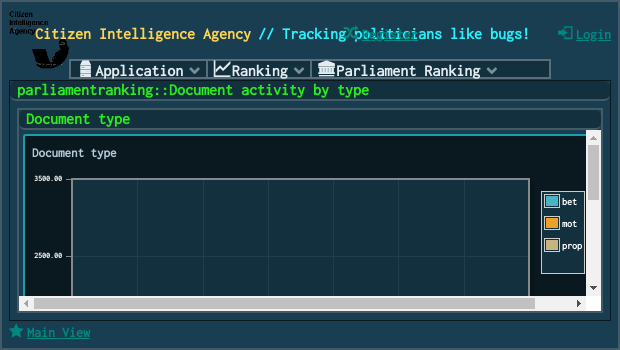 Citizen
Intelligence
Agency
Citizen Intelligence Agency // Tracking politicians like bugs!
Register
Login
Application
Ranking
Parliament Ranking
parliamentranking::Document activity by type
Document type
Document type
3500.00
2500.00
bet
mot
prop
Main View